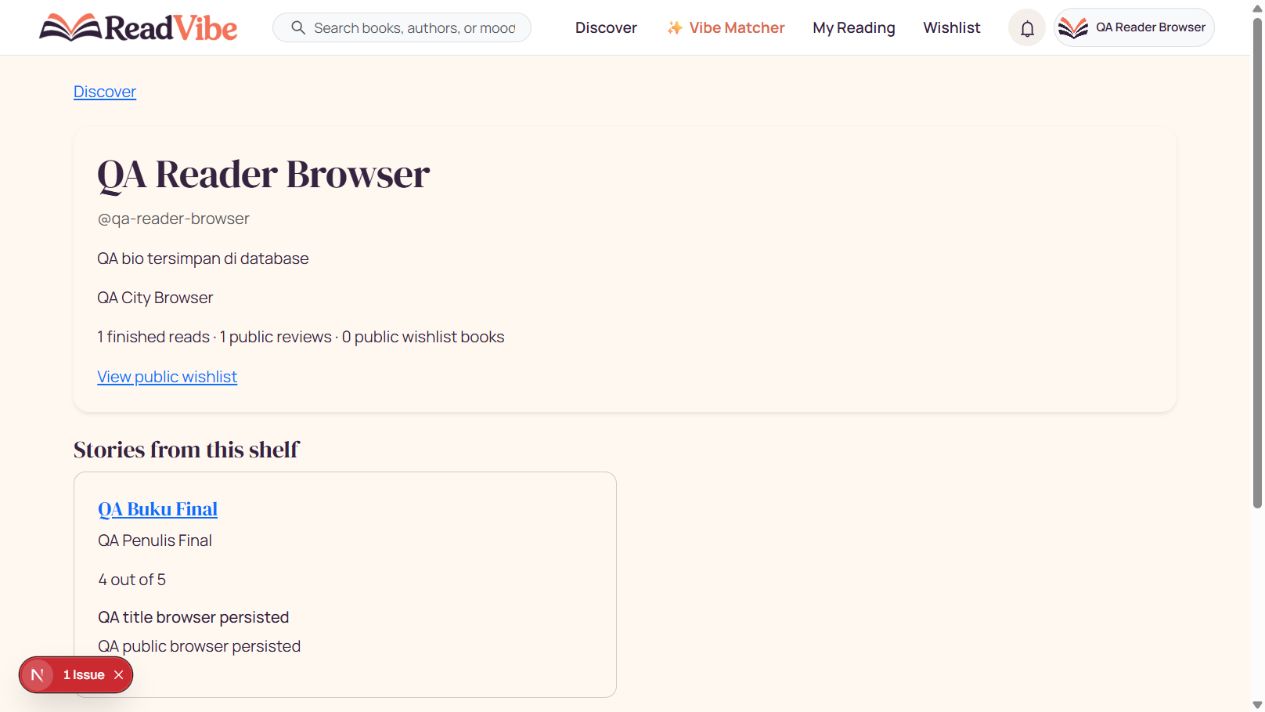 ReadVibe
Search books, authors, or mood
Discover
✨ Vibe Matcher
My Reading
Wishlist
QA Reader Browser
Discover
QA Reader Browser
@qa-reader-browser
QA bio tersimpan di database
QA City Browser
1 finished reads · 1 public reviews · 0 public wishlist books
View public wishlist
Stories from this shelf
QA Buku Final
QA Penulis Final
4 out of 5
QA title browser persisted
QA public browser persisted
N 1 Issue ×